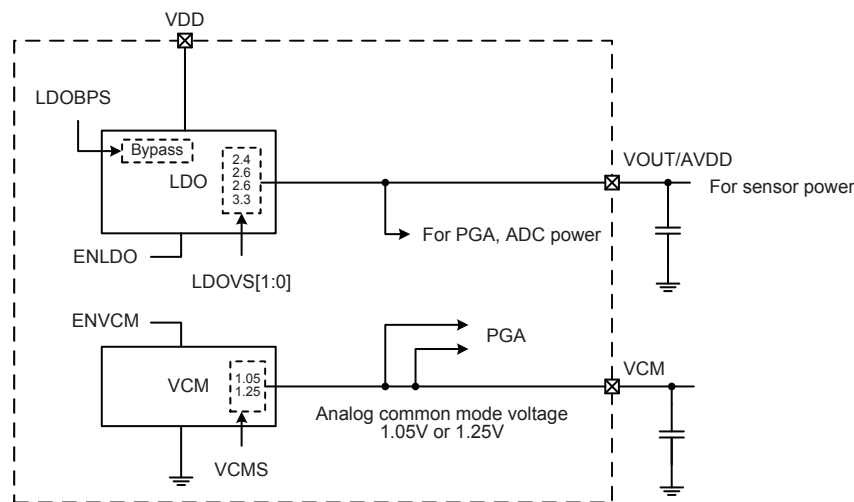 VDD
LDOBPS
Bypass
LDO
2.4
2.6
2.6
3.3
VOUT/AVDD
For sensor power
For PGA, ADC power
ENLDO
LDOVS[1:0]
ENVCM
PGA
VCM
1.05
1.25
VCM
Analog common mode voltage
1.05V or 1.25V
VCMS